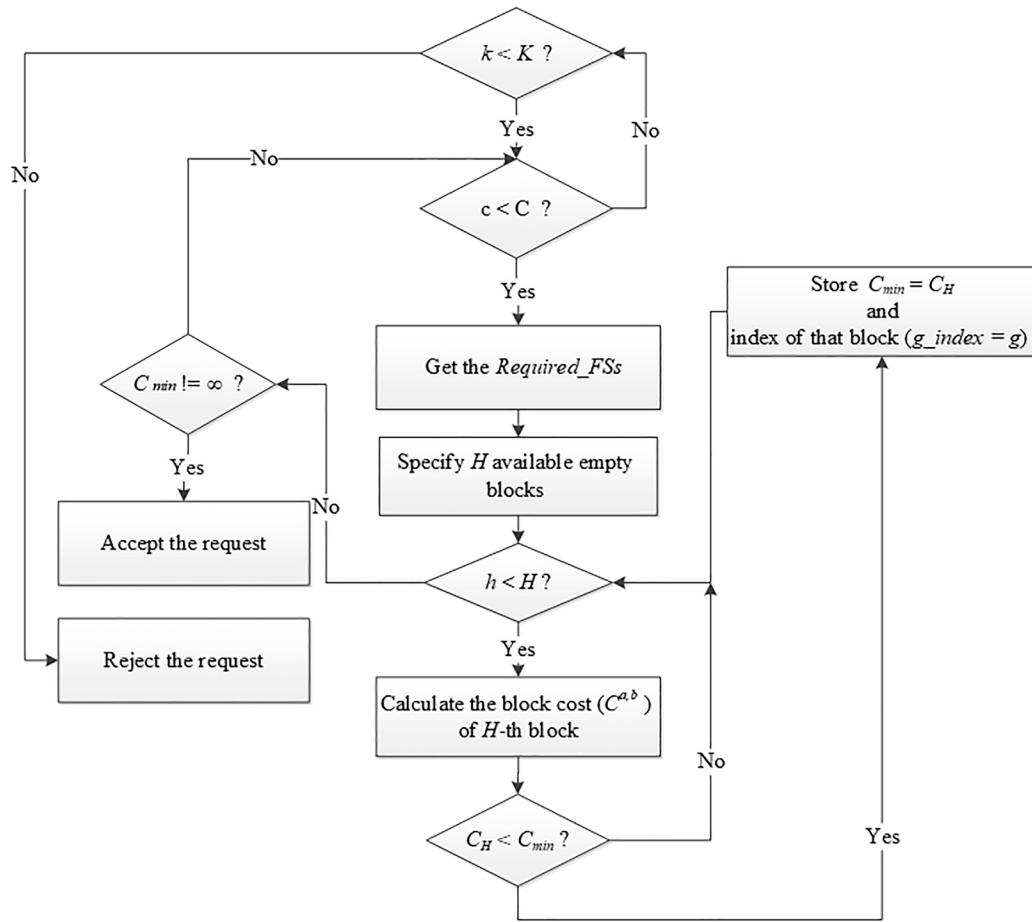 k < K ?
Yes
No
No
No
c < C ?
Yes
Store C_min = C_H
and
index of that block (g_index = g)
Get the Required_FSs
C_min != ∞ ?
Yes
Specify H available empty
blocks
No
Accept the request
h < H ?
Yes
Reject the request
Calculate the block cost (C^a,b)
of H-th block
No
C_H < C_min ?
Yes